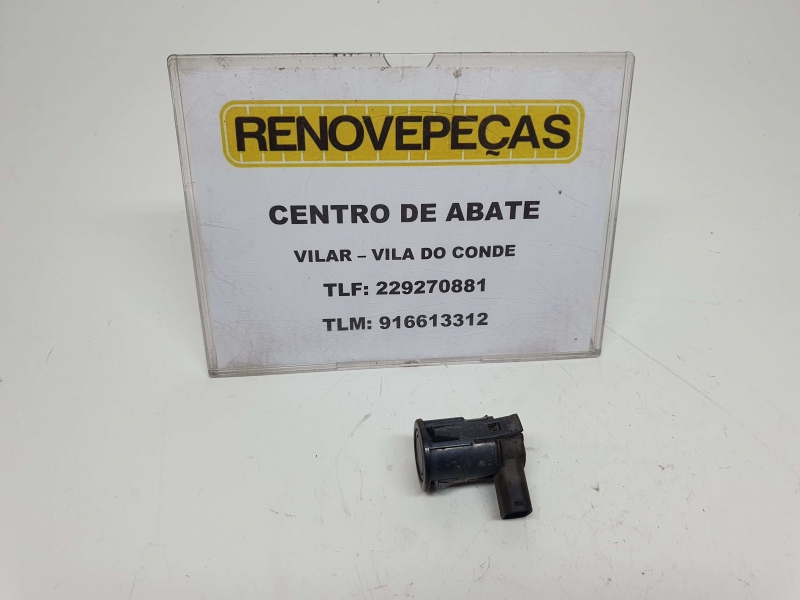 RENOVEPEÇAS
CENTRO DE ABATE
VILAR – VILA DO CONDE
TLF: 229270881
TLM: 916613312